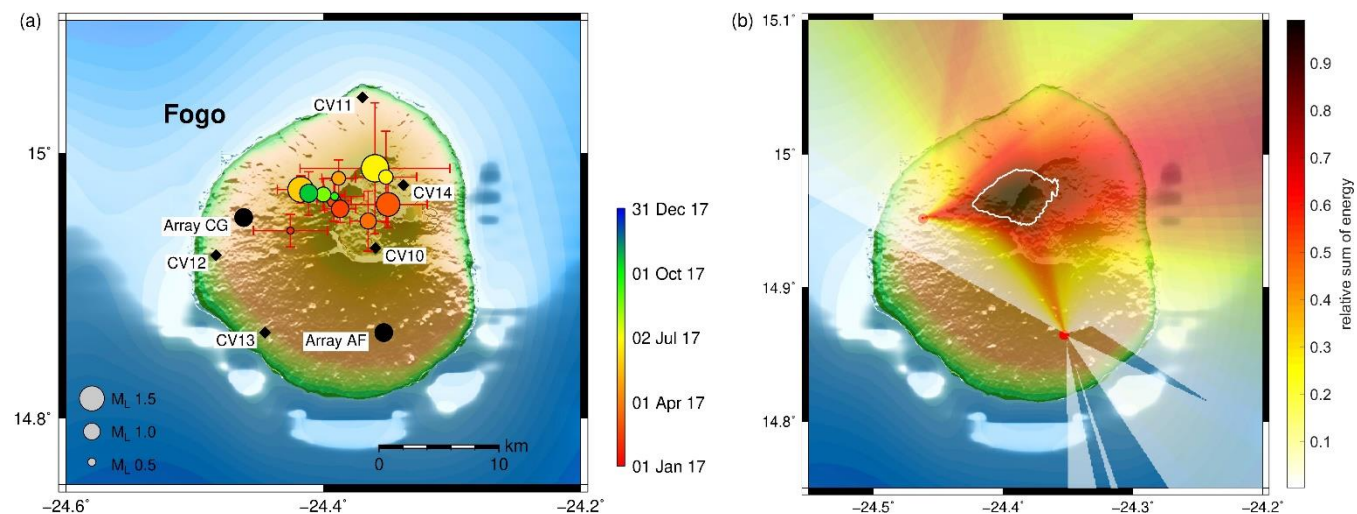 (a)
Fogo
CV11
CV14
Array CG
CV12
CV10
CV13
Array AF
M_L 1.5
M_L 1.0
M_L 0.5
km
0 10
15°
14.8°
−24.6° −24.4° −24.2°
31 Dec 17
01 Oct 17
02 Jul 17
01 Apr 17
01 Jan 17
(b)
15.1°
15°
14.9°
14.8°
−24.5° −24.4° −24.3° −24.2°
0.9
0.8
0.7
0.6
0.5
0.4
0.3
0.2
0.1
relative sum of energy